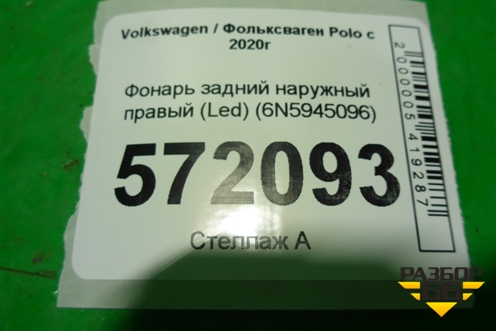 Volkswagen / Фольксваген Polo с
2020г
Фонарь задний наружный
правый (Led) (6N5945096)
572093
Стеллаж А
2000005419287
РАЗБОР